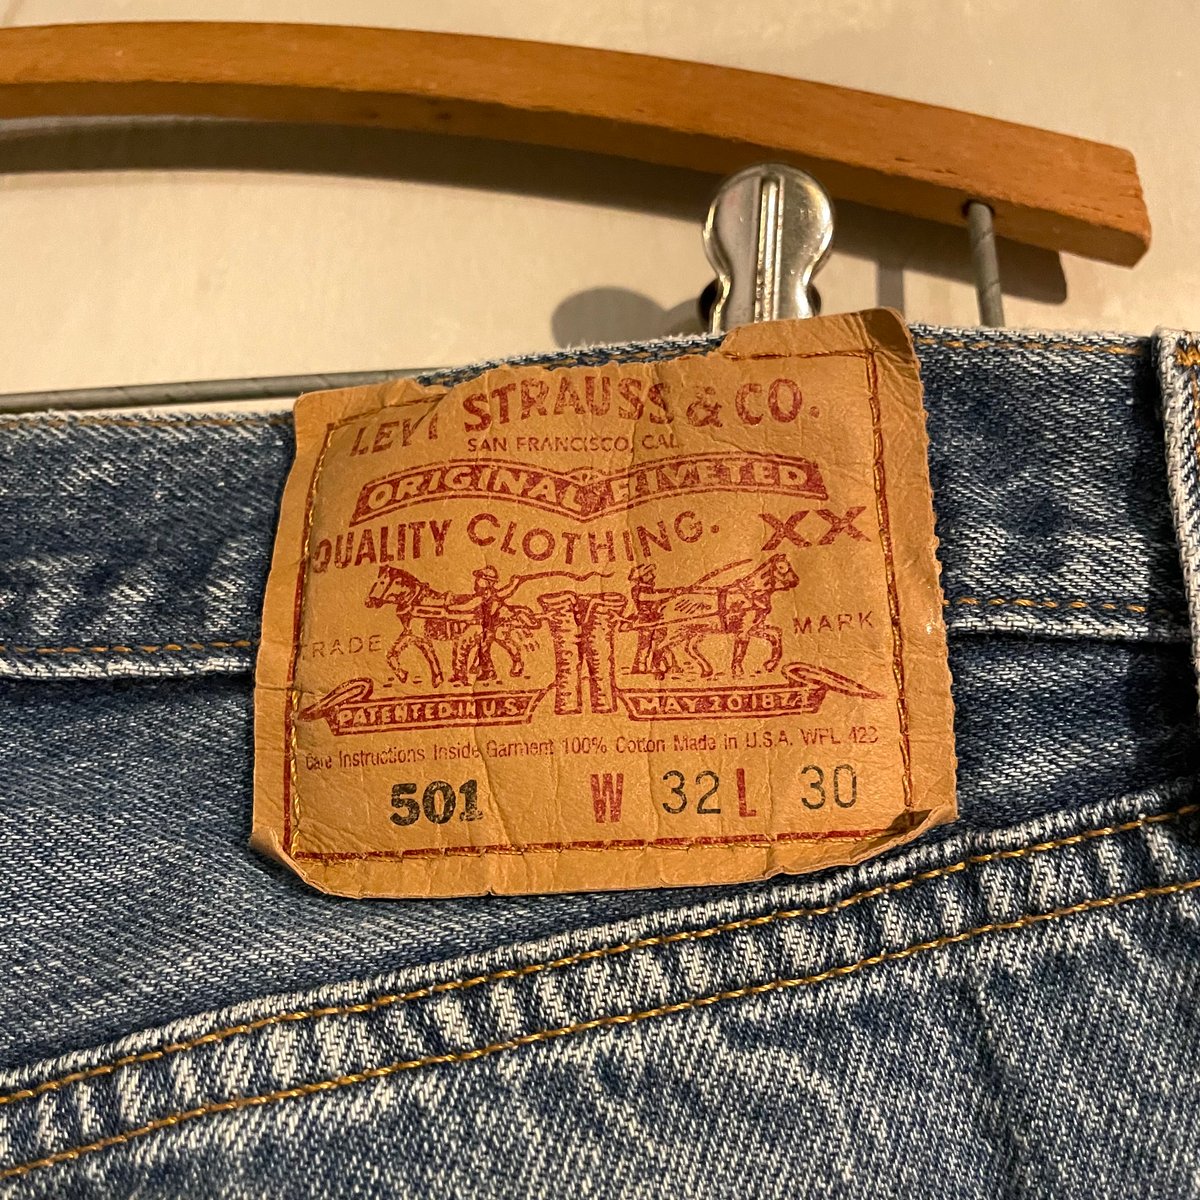 LEVI STRAUSS & CO.
SAN FRANCISCO, CAL.
ORIGINAL RIVETED
QUALITY CLOTHING. XX
TRADE MARK
PATENTED IN U.S. MAY 20 1873
Care Instructions Inside Garment 100% Cotton Made in U.S.A. WPL 423
501 W 32 L 30